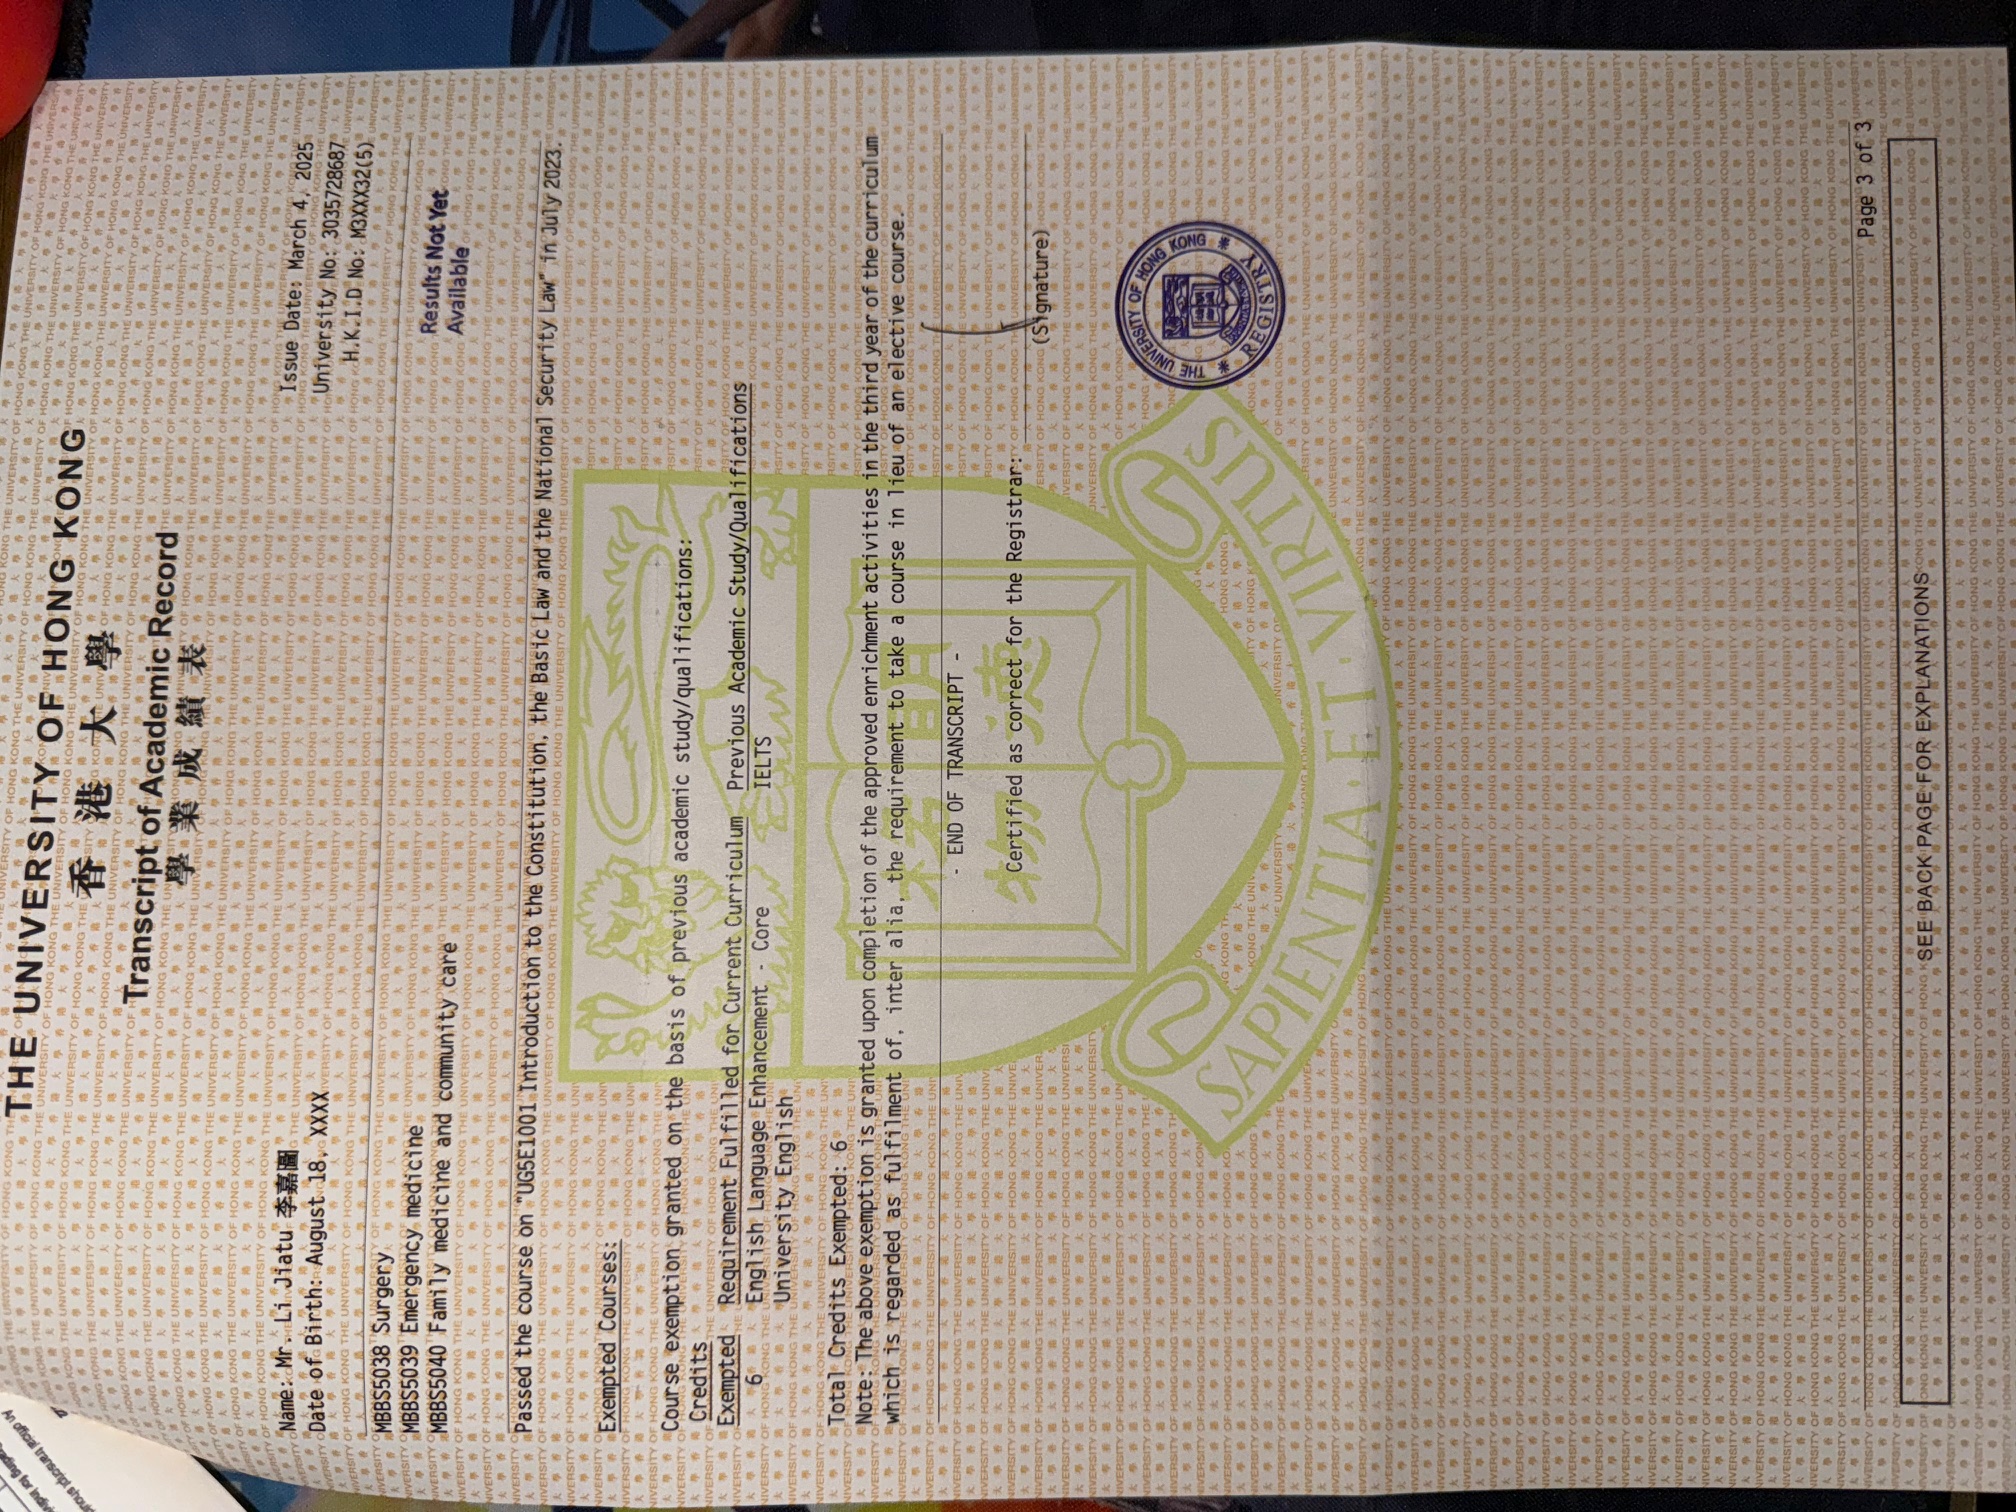 THE UNIVERSITY OF HONG KONG
香 港 大 學
Transcript of Academic Record
學 業 成 績 表
Name: Mr. Li Jiatu 李嘉圖
Issue Date: March 4, 2025
Date of Birth: August 18, XXXX
University No: 3035728687
H.K.I.D No: M3XXX32(5)
MBBS5038 Surgery
MBBS5039 Emergency medicine
MBBS5040 Family medicine and community care
Results Not Yet
Available
Passed the course on "UGSE1001 Introduction to the Constitution, the Basic Law and the National Security Law" in July 2023.
Exempted Courses:
Course exemption granted on the basis of previous academic study/qualifications:
Credits
Exempted Requirement Fulfilled for Current Curriculum Previous Academic Study/Qualifications
6 English Language Enhancement - Core IELTS
University English
Total Credits Exempted: 6
Note: The above exemption is granted upon completion of the approved enrichment activities in the third year of the curriculum
which is regarded as fulfilment of, inter alia, the requirement to take a course in lieu of an elective course.
- END OF TRANSCRIPT -
Certified as correct for the Registrar:
(Signature)
THE UNIVERSITY OF HONG KONG
REGISTRY
明德
格物
SAPIENTIA·ET·VIRTUS
Page 3 of 3
SEE BACK PAGE FOR EXPLANATIONS